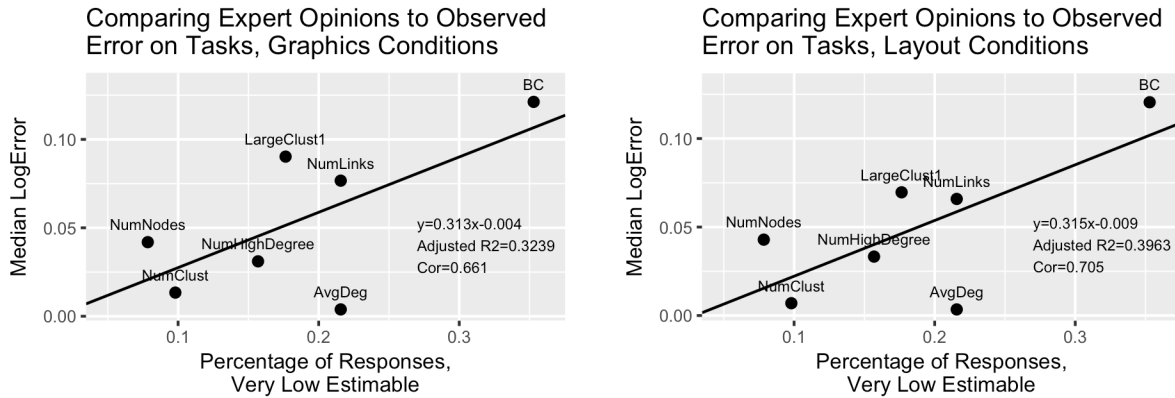 Comparing Expert Opinions to Observed
Error on Tasks, Graphics Conditions
Median LogError
0.10
0.05
0.00
BC
LargeClust1
NumLinks
NumNodes
NumHighDegree
NumClust
AvgDeg
y=0.313x-0.004
Adjusted R2=0.3239
Cor=0.661
0.1
0.2
0.3
Percentage of Responses,
Very Low Estimable
Comparing Expert Opinions to Observed
Error on Tasks, Layout Conditions
Median LogError
0.10
0.05
0.00
BC
LargeClust1
NumLinks
NumNodes
NumHighDegree
NumClust
AvgDeg
y=0.315x-0.009
Adjusted R2=0.3963
Cor=0.705
0.1
0.2
0.3
Percentage of Responses,
Very Low Estimable